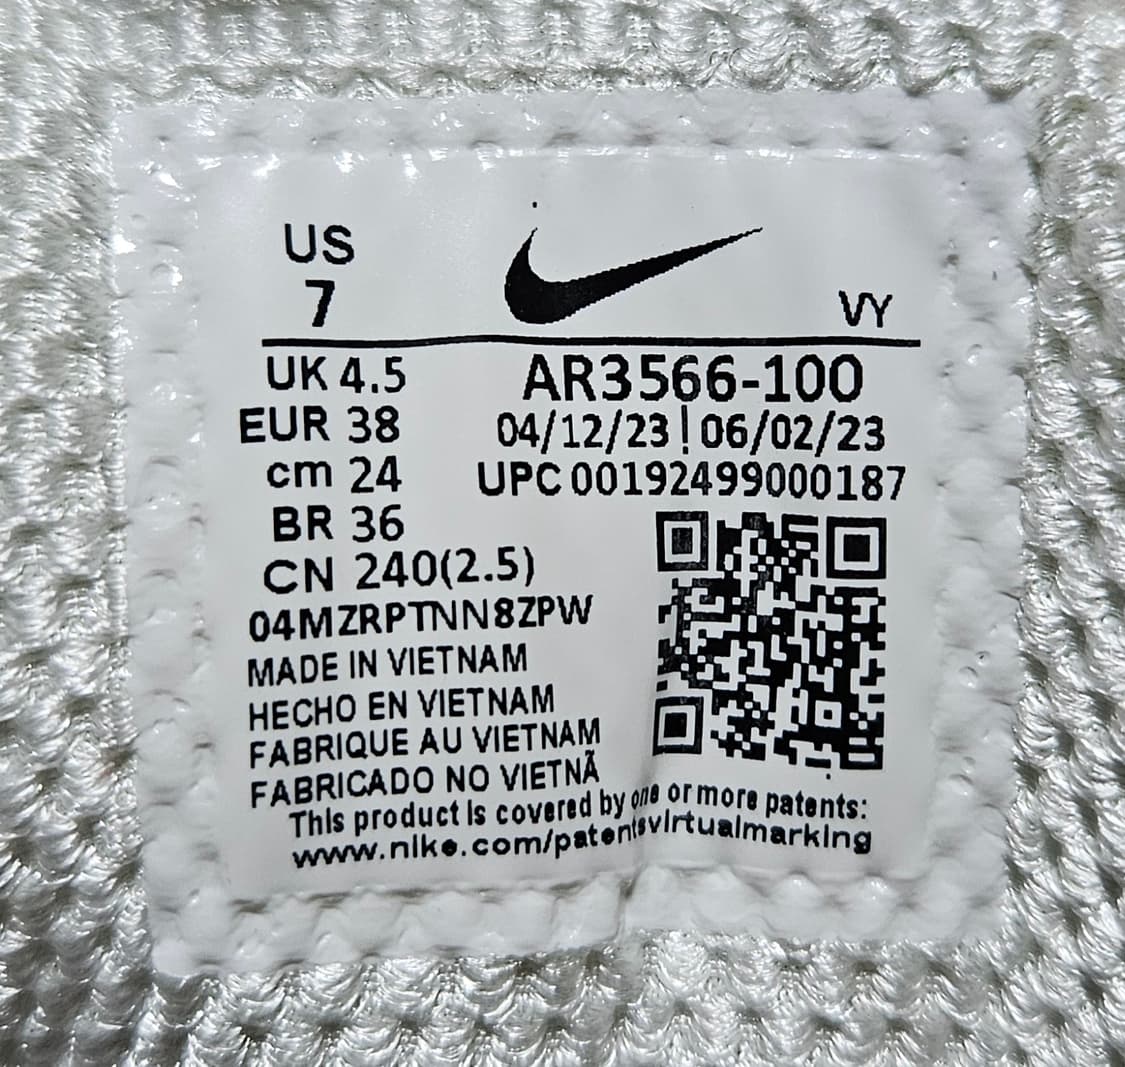 US
7
VY
UK 4.5
AR3566-100
EUR 38
04/12/23|06/02/23
cm 24
UPC 00192499000187
BR 36
CN 240(2.5)
04MZRPTNN8ZPW
MADE IN VIETNAM
HECHO EN VIETNAM
FABRIQUE AU VIETNAM
FABRICADO NO VIETNÃ
This product is covered by one or more patents:
www.nike.com/patentsvirtualmarking